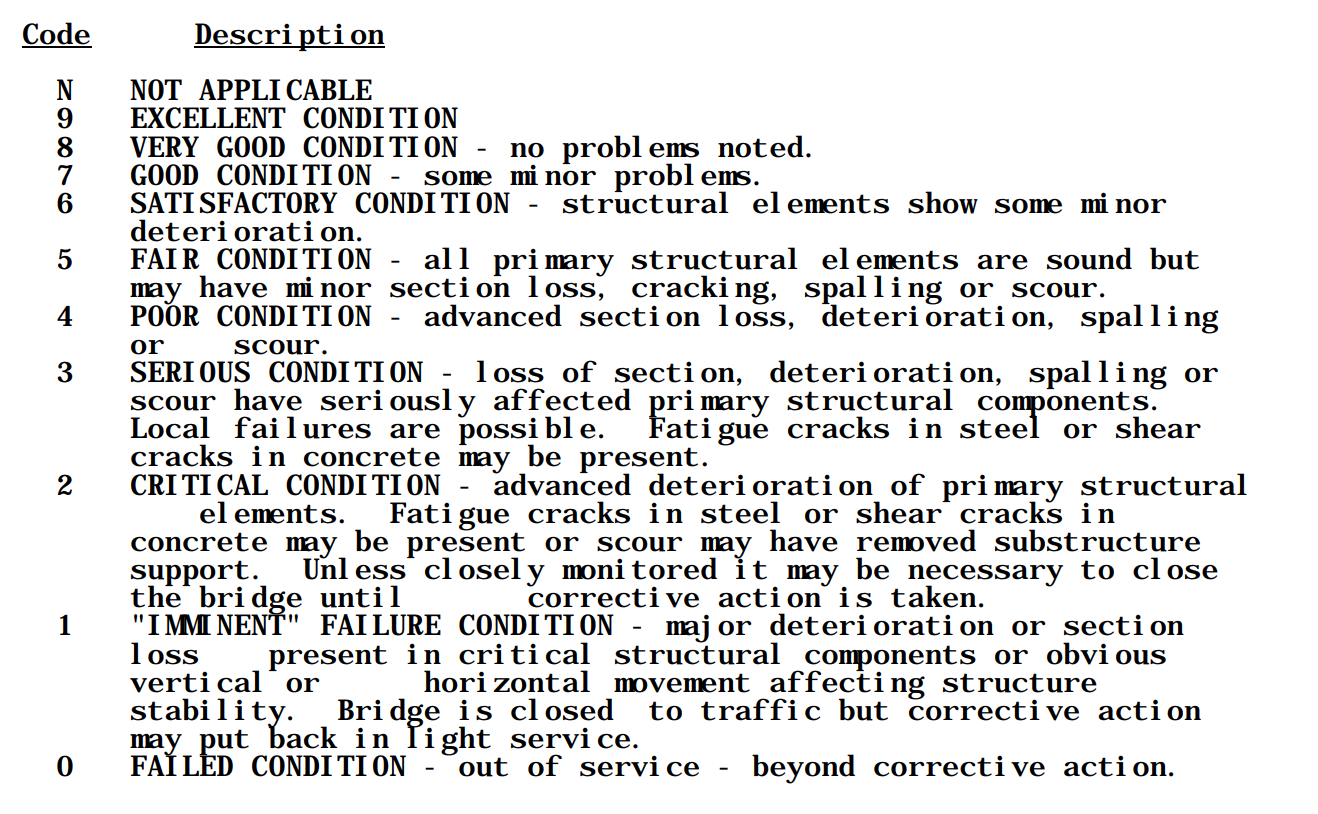 Code Description
N NOT APPLICABLE
9 EXCELLENT CONDITION
8 VERY GOOD CONDITION - no problems noted.
7 GOOD CONDITION - some minor problems.
6 SATISFACTORY CONDITION - structural elements show some minor
deterioration.
5 FAIR CONDITION - all primary structural elements are sound but
may have minor section loss, cracking, spalling or scour.
4 POOR CONDITION - advanced section loss, deterioration, spalling
or scour.
3 SERIOUS CONDITION - loss of section, deterioration, spalling or
scour have seriously affected primary structural components.
Local failures are possible. Fatigue cracks in steel or shear
cracks in concrete may be present.
2 CRITICAL CONDITION - advanced deterioration of primary structural
elements. Fatigue cracks in steel or shear cracks in
concrete may be present or scour may have removed substructure
support. Unless closely monitored it may be necessary to close
the bridge until corrective action is taken.
1 "IMMINENT" FAILURE CONDITION - major deterioration or section
loss present in critical structural components or obvious
vertical or horizontal movement affecting structure
stability. Bridge is closed to traffic but corrective action
may put back in light service.
0 FAILED CONDITION - out of service - beyond corrective action.